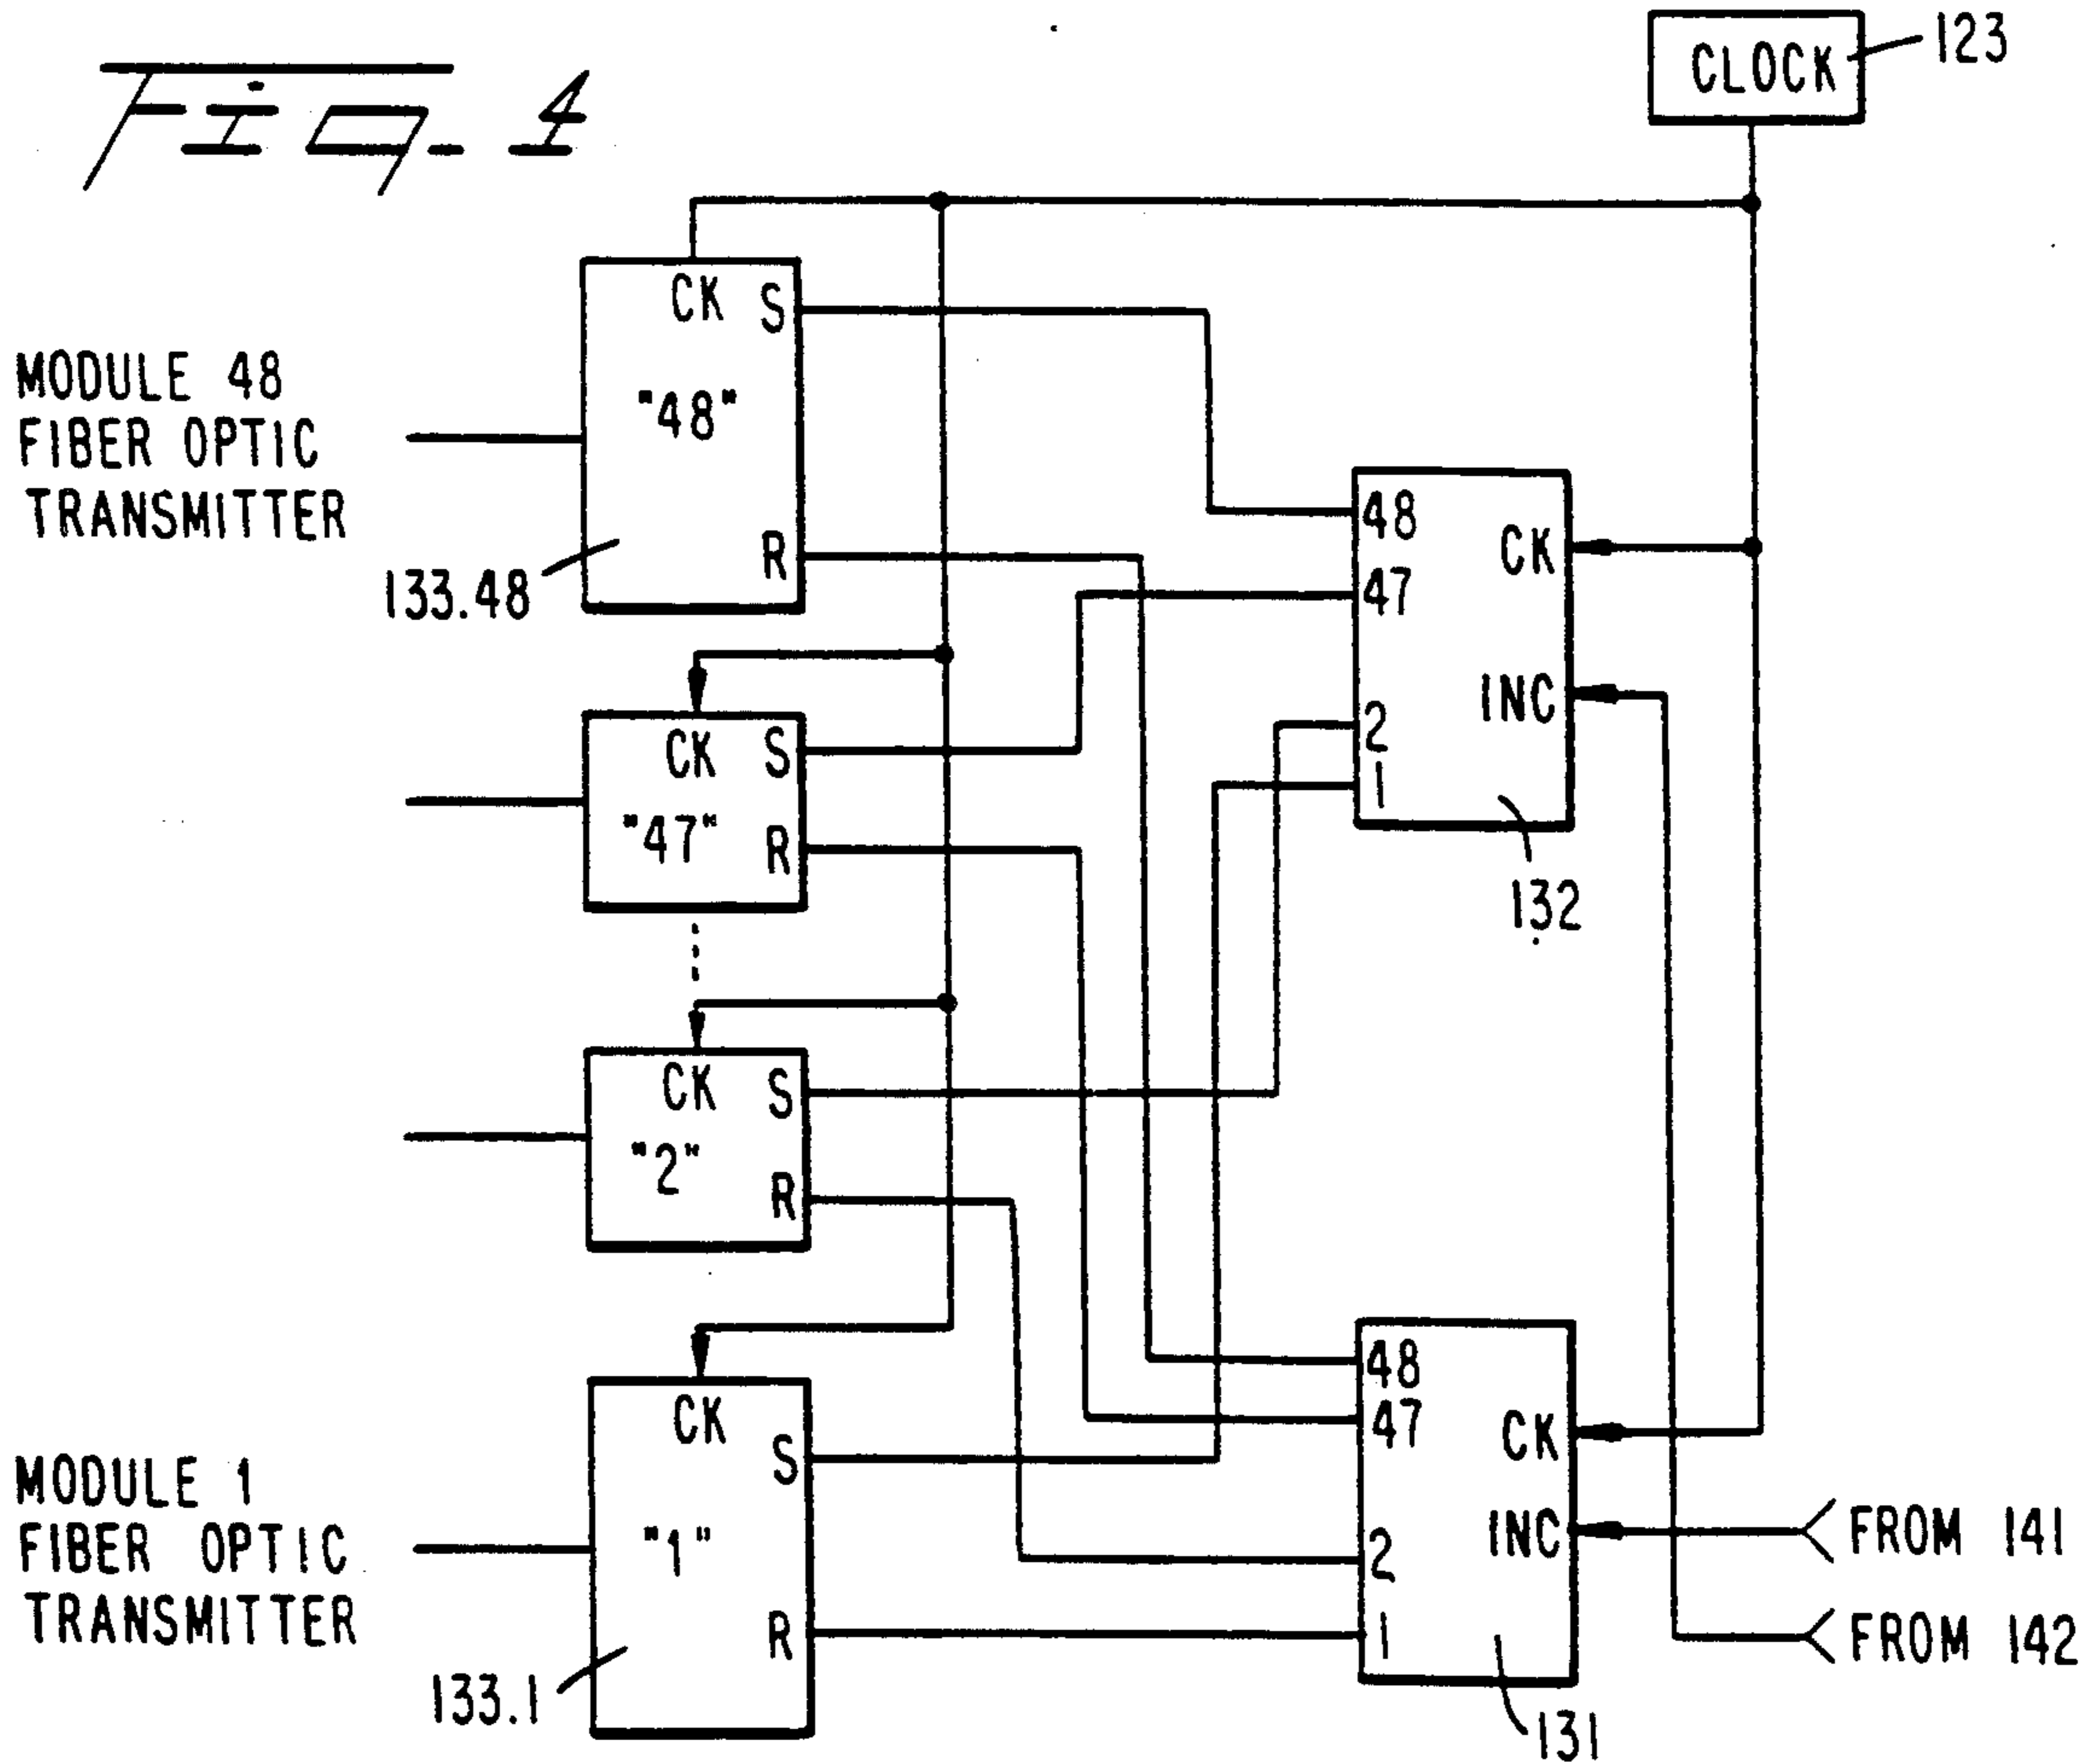 Fig. 4
CLOCK
123
MODULE 48
FIBER OPTIC
TRANSMITTER
CK S
"48"
R
133.48
CK S
"47"
R
CK S
"2"
R
MODULE 1
FIBER OPTIC
TRANSMITTER
CK
S
"1"
R
133.1
48
CK
47
INC
2
1
132
48
47
CK
INC
2
1
131
FROM 141
FROM 142